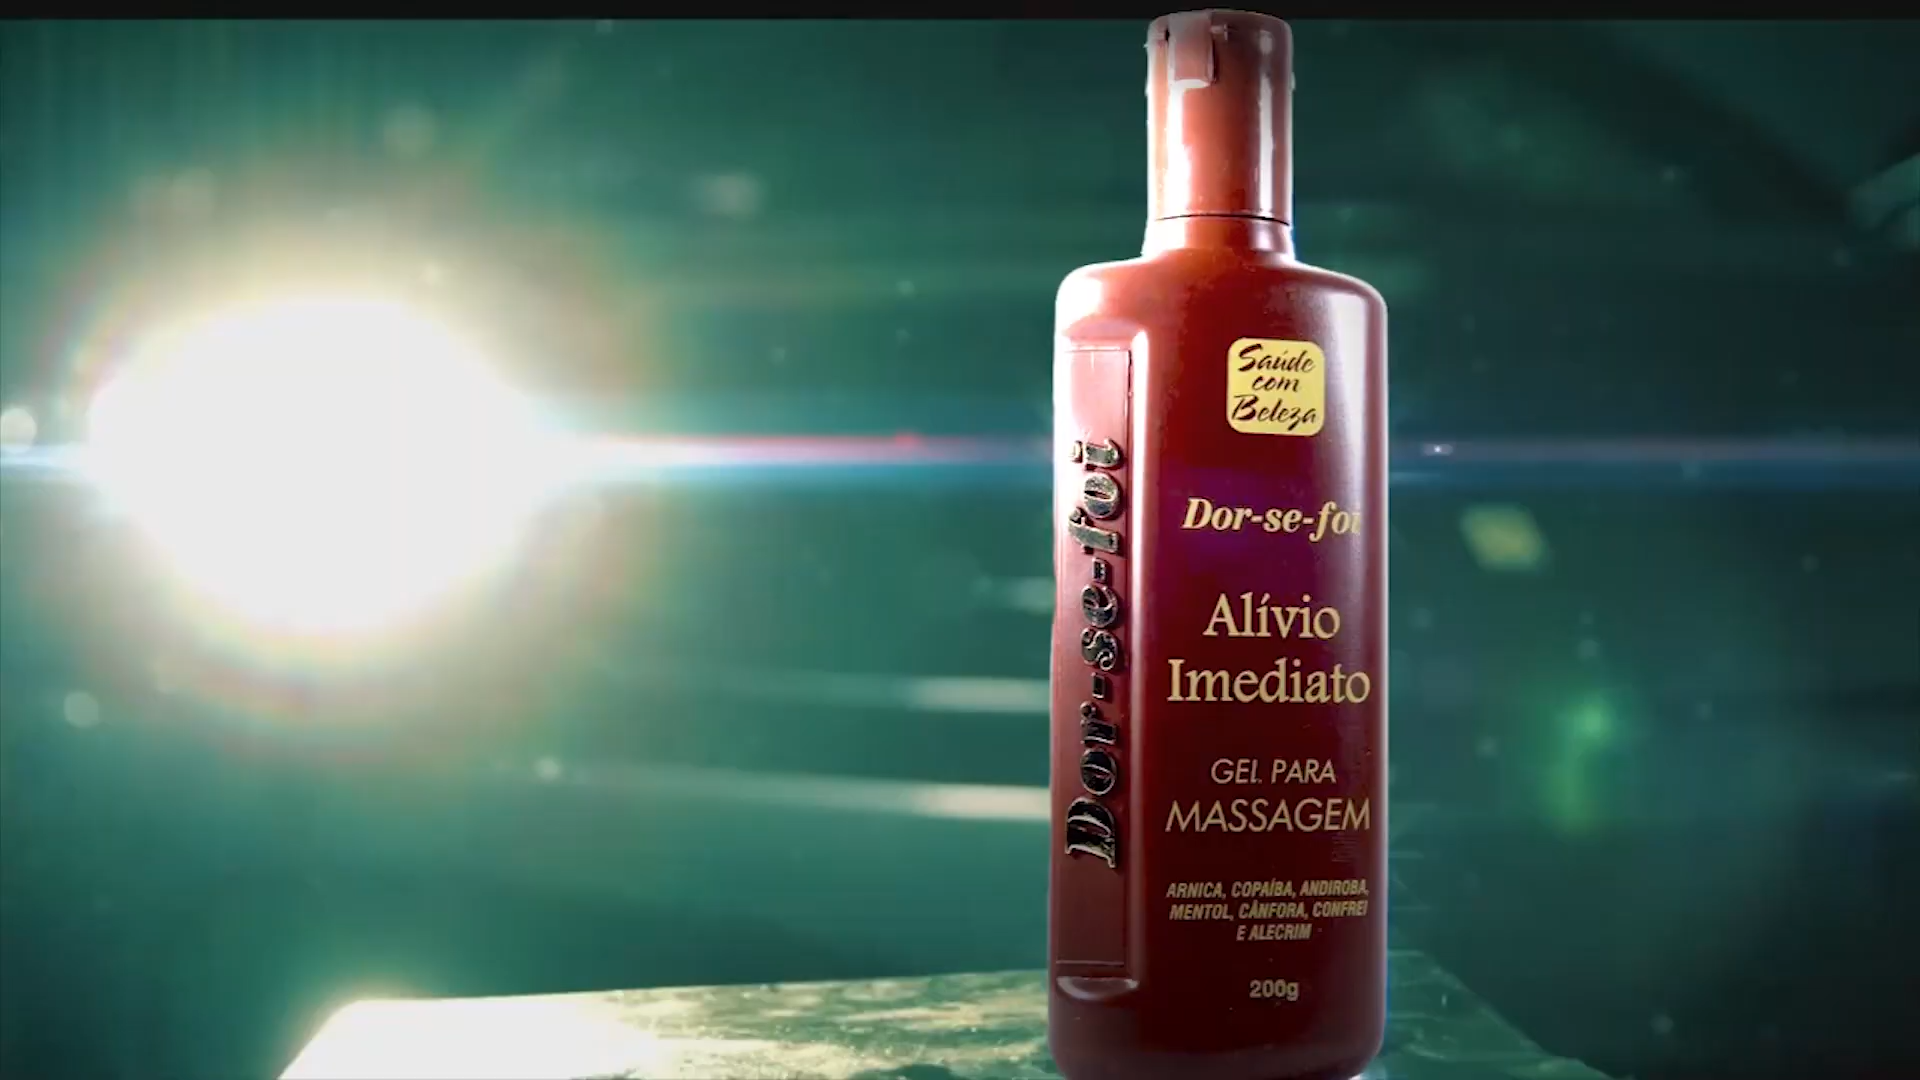 Saúde
com
Beleza
Dor-se-foi
Dor-se-foi
Alívio
Imediato
GEL PARA
MASSAGEM
ARNICA, COPAÍBA, ANDIROBA,
MENTOL, CÂNFORA, CONFREI
E ALECRIM
200g